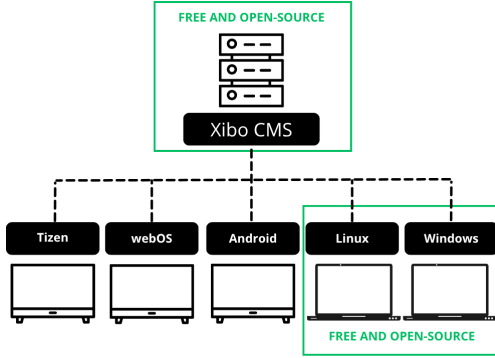 FREE AND OPEN-SOURCE
Xibo CMS
Tizen
webOS
Android
Linux
Windows
FREE AND OPEN-SOURCE